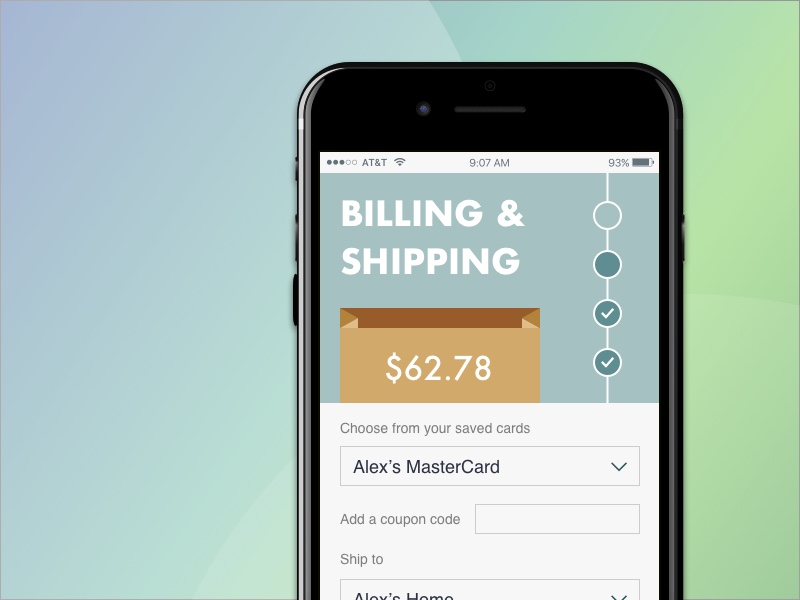 AT&T 9:07 AM 93%
BILLING &
SHIPPING
$62.78
Choose from your saved cards
Alex’s MasterCard
Add a coupon code
Ship to
Alex’s Home